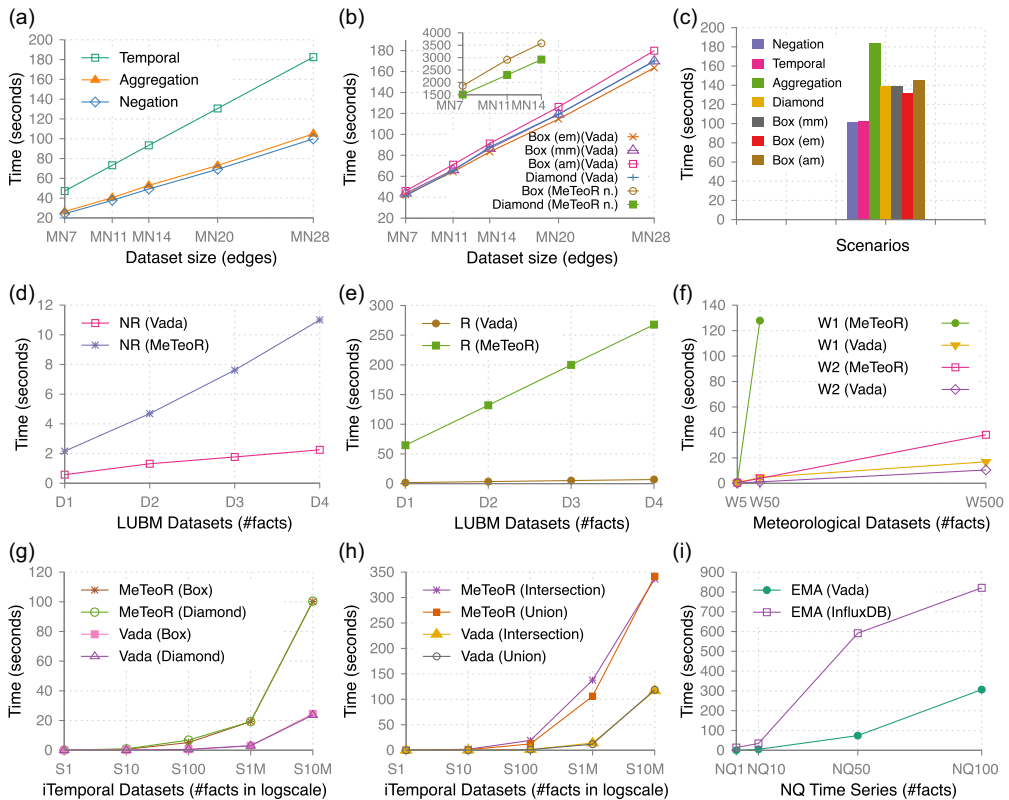 (a)
Time (seconds)
200
180
160
140
120
100
80
60
40
20
Temporal
Aggregation
Negation
MN7 MN11 MN14 MN20 MN28
Dataset size (edges)
(b)
Time (seconds)
180
160
140
120
100
80
60
40
20
4000
3500
3000
2500
2000
1500
MN7 MN11 MN14
Box (em)(Vada)
Box (mm)(Vada)
Box (am)(Vada)
Diamond (Vada)
Box (MeTeoR n.)
Diamond (MeTeoR n.)
MN7 MN11 MN14 MN20 MN28
Dataset size (edges)
(c)
Time (seconds)
200
180
160
140
120
100
80
60
40
20
0
Negation
Temporal
Aggregation
Diamond
Box (mm)
Box (em)
Box (am)
Scenarios
(d)
Time (seconds)
12
10
8
6
4
2
0
NR (Vada)
NR (MeTeoR)
D1 D2 D3 D4
LUBM Datasets (#facts)
(e)
Time (seconds)
300
250
200
150
100
50
0
R (Vada)
R (MeTeoR)
D1 D2 D3 D4
LUBM Datasets (#facts)
(f)
Time (seconds)
140
120
100
80
60
40
20
0
W1 (MeTeoR)
W1 (Vada)
W2 (MeTeoR)
W2 (Vada)
W5 W50 W500
Meteorological Datasets (#facts)
(g)
Time (seconds)
120
100
80
60
40
20
0
MeTeoR (Box)
MeTeoR (Diamond)
Vada (Box)
Vada (Diamond)
S1 S10 S100 S1M S10M
iTemporal Datasets (#facts in logscale)
(h)
Time (seconds)
350
300
250
200
150
100
50
0
MeTeoR (Intersection)
MeTeoR (Union)
Vada (Intersection)
Vada (Union)
S1 S10 S100 S1M S10M
iTemporal Datasets (#facts in logscale)
(i)
Time (seconds)
900
800
700
600
500
400
300
200
100
0
EMA (Vada)
EMA (InfluxDB)
NQ1 NQ10 NQ50 NQ100
NQ Time Series (#facts)